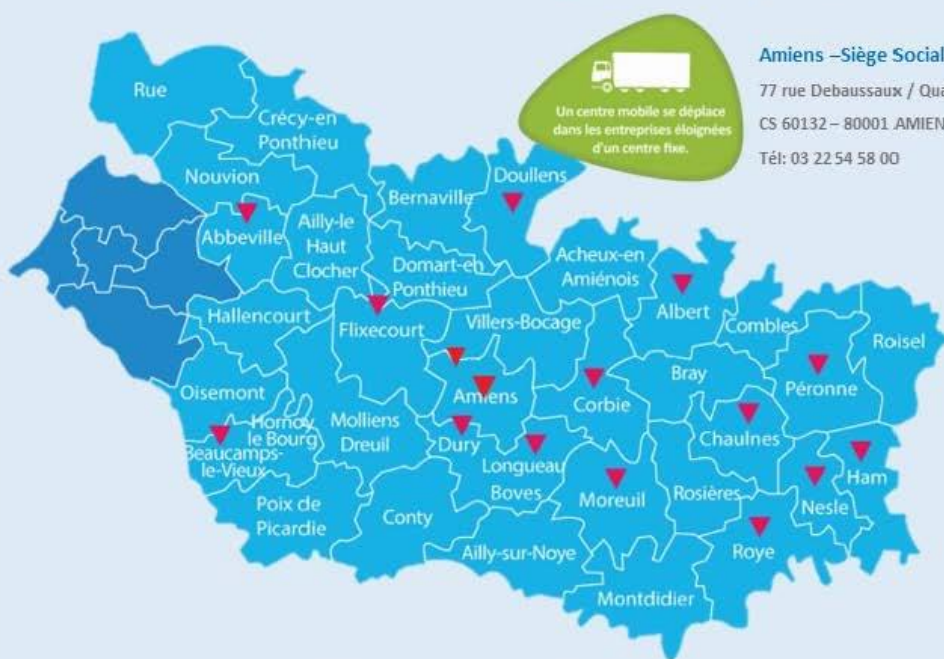 Amiens –Siège Social
77 rue Debaussaux / Qua
CS 60132 – 80001 AMIEN
Tél: 03 22 54 58 00
Un centre mobile se déplace
dans les entreprises éloignées
d'un centre fixe.
Rue
Crécy-en
Ponthieu
Nouvion
Abbeville
Ailly-le
Haut
Clocher
Bernaville
Doullens
Domart-en
Ponthieu
Acheux-en
Amiénois
Albert
Combles
Roisel
Hallencourt
Flixecourt
Villers-Bocage
Oisemont
Amiens
Corbie
Bray
Péronne
Hornoy
le Bourg
Beaucamps-
le-Vieux
Molliens
Dreuil
Dury
Longueau
Boves
Chaulnes
Ham
Poix de
Picardie
Conty
Moreuil
Rosières
Nesle
Ailly-sur-Noye
Roye
Montdidier